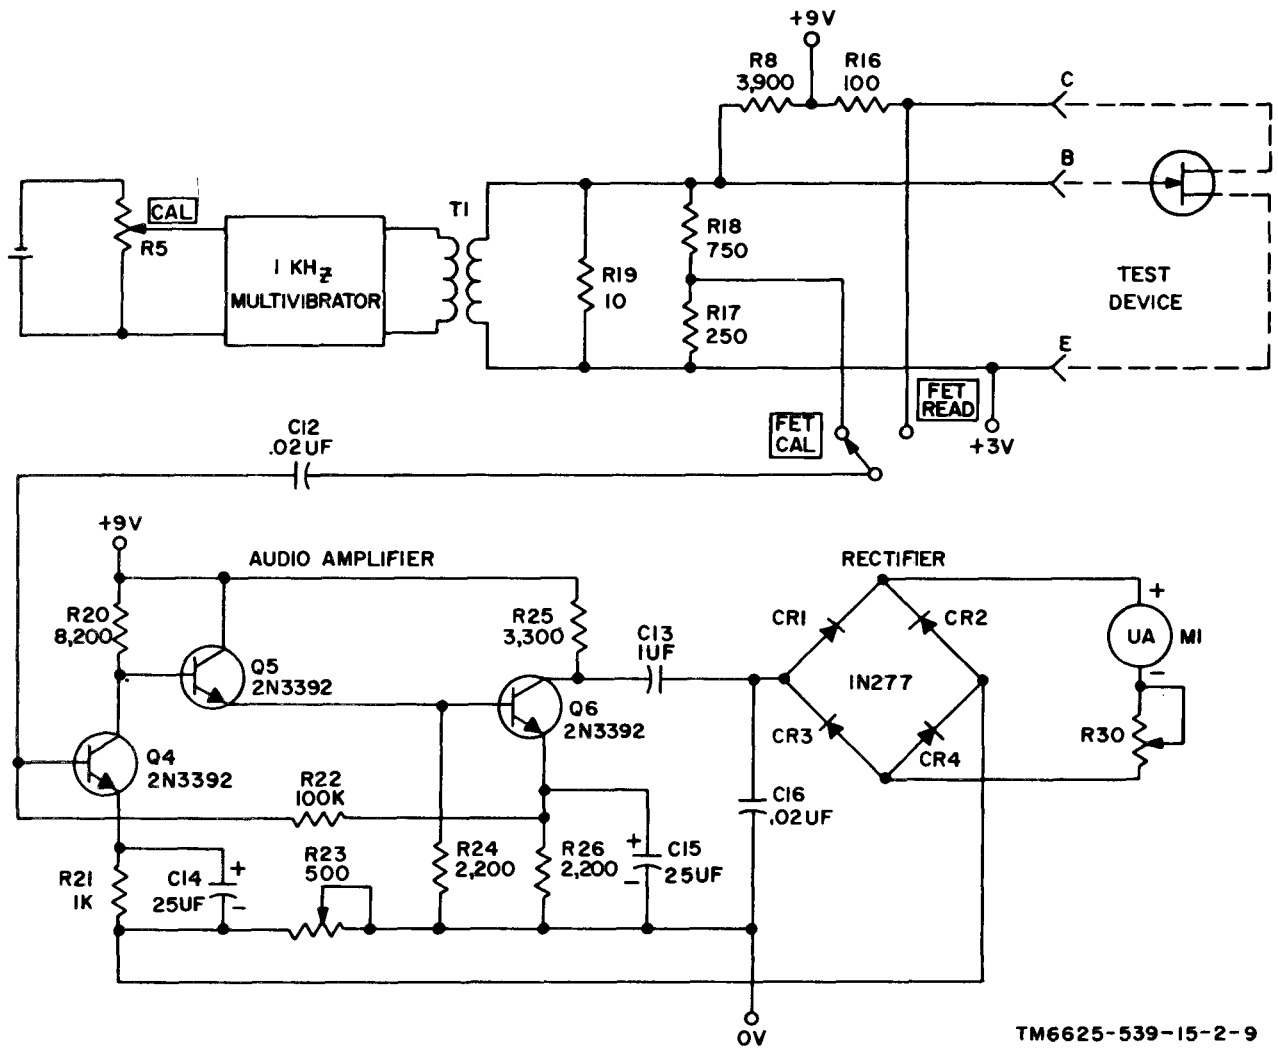 +9V
R8
3,900
R16
100
C
B
CAL
R5
T1
1 KHZ
MULTIVIBRATOR
R19
10
R18
750
R17
250
TEST
DEVICE
E
FET
READ
+3V
FET
CAL
C12
.02UF
+9V
AUDIO AMPLIFIER
RECTIFIER
R20
8,200
R25
3,300
C13
1UF
CR1
CR2
+
UA
M1
-
Q5
2N3392
1N277
Q6
2N3392
CR3
CR4
R30
Q4
2N3392
R22
100K
C16
.02UF
R21
1K
C14
25UF
+
-
R23
500
R24
2,200
R26
2,200
+
-
C15
25UF
0V
TM6625-539-15-2-9